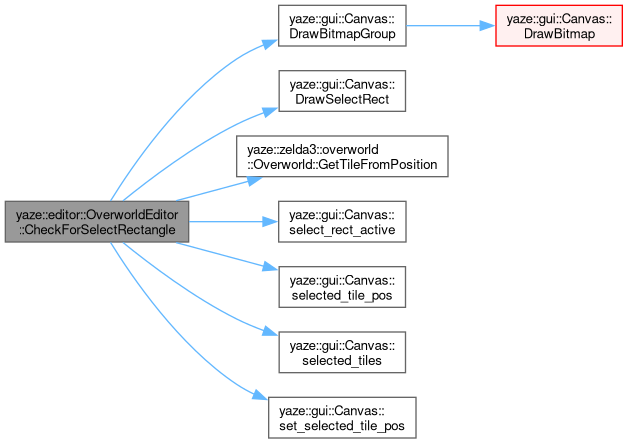 yaze::editor::OverworldEditor
::CheckForSelectRectangle
yaze::gui::Canvas::
DrawBitmapGroup
yaze::gui::Canvas::
DrawBitmap
yaze::gui::Canvas::
DrawSelectRect
yaze::zelda3::overworld
::Overworld::GetTileFromPosition
yaze::gui::Canvas::
select_rect_active
yaze::gui::Canvas::
selected_tile_pos
yaze::gui::Canvas::
selected_tiles
yaze::gui::Canvas::
set_selected_tile_pos